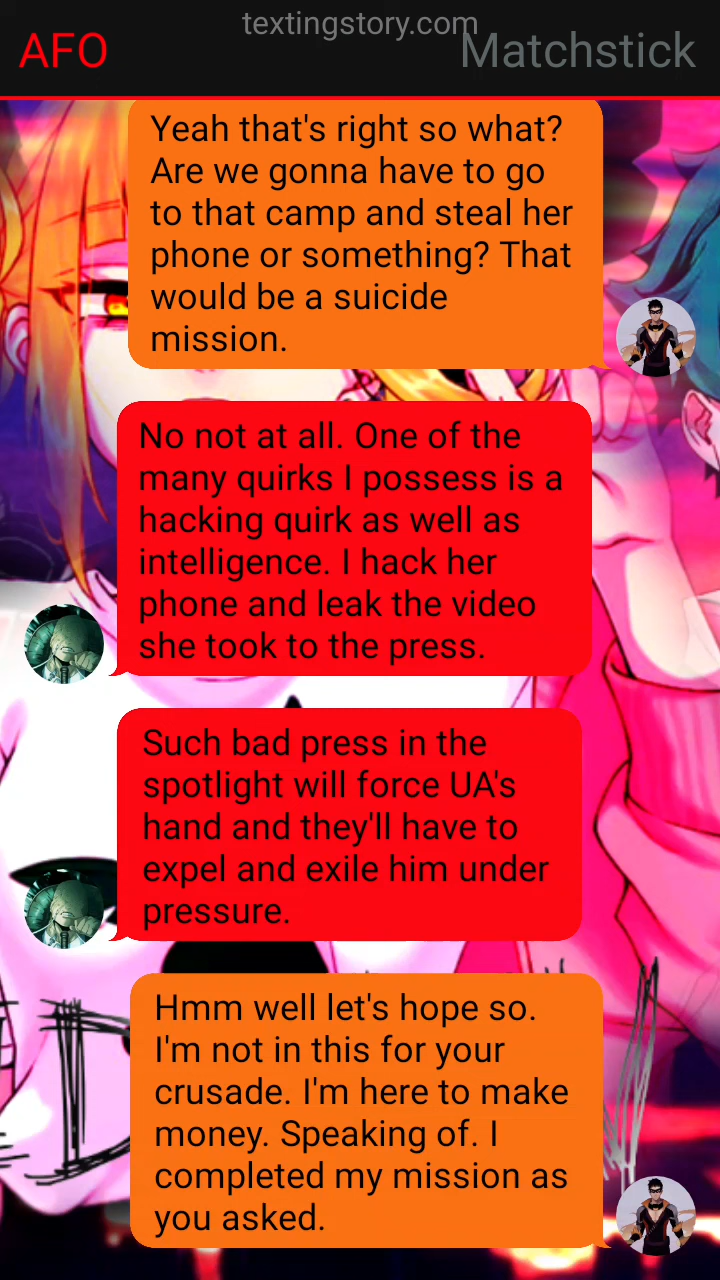 textingstory.com
AFO
Matchstick
Yeah that's right so what?
Are we gonna have to go
to that camp and steal her
phone or something? That
would be a suicide
mission.
No not at all. One of the
many quirks I possess is a
hacking quirk as well as
intelligence. I hack her
phone and leak the video
she took to the press.
Such bad press in the
spotlight will force UA's
hand and they'll have to
expel and exile him under
pressure.
Hmm well let's hope so.
I'm not in this for your
crusade. I'm here to make
money. Speaking of. I
completed my mission as
you asked.